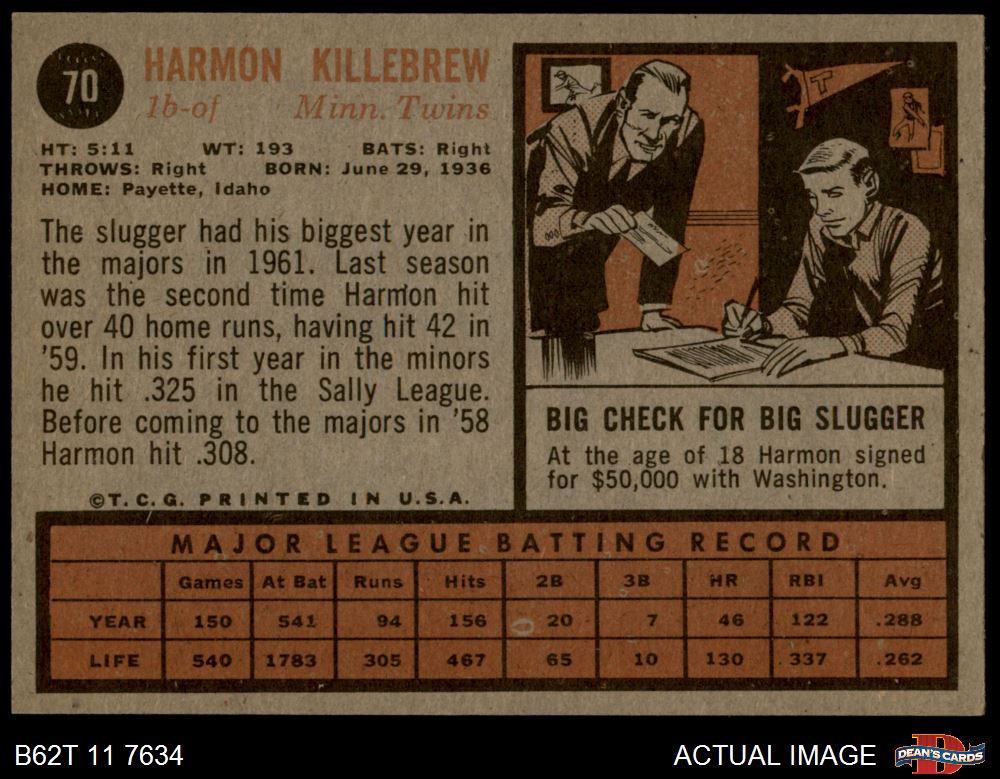 70
HARMON KILLEBREW
1b-of Minn. Twins
HT: 5:11 WT: 193 BATS: Right
THROWS: Right BORN: June 29, 1936
HOME: Payette, Idaho
The slugger had his biggest year in
the majors in 1961. Last season
was the second time Harmon hit
over 40 home runs, having hit 42 in
'59. In his first year in the minors
he hit .325 in the Sally League.
Before coming to the majors in '58
Harmon hit .308.
©T.C.G. PRINTED IN U.S.A.
T
BIG CHECK FOR BIG SLUGGER
At the age of 18 Harmon signed
for $50,000 with Washington.
MAJOR LEAGUE BATTING RECORD
Games At Bat Runs Hits 2B 3B HR RBI Avg
YEAR 150 541 94 156 20 7 46 122 .288
LIFE 540 1783 305 467 65 10 130 337 .262
B62T 11 7634
ACTUAL IMAGE
DEAN'S CARDS